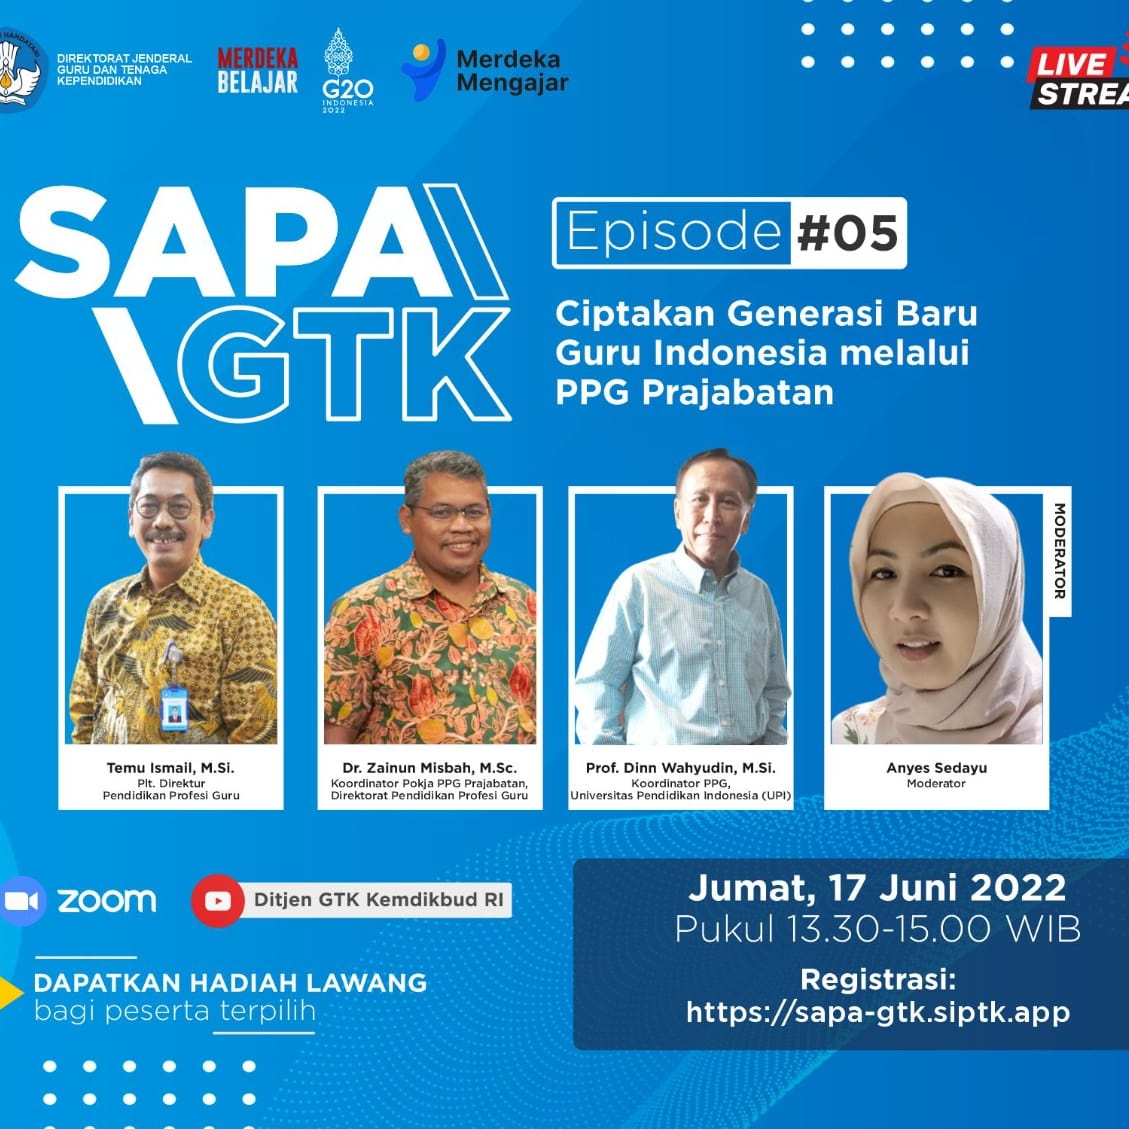 DIREKTORAT JENDERAL
GURU DAN TENAGA
KEPENDIDIKAN
MERDEKA
BELAJAR
G20
INDONESIA
2022
Merdeka
Mengajar
LIVE
SAPA
GTK
Episode #05
Ciptakan Generasi Baru
Guru Indonesia melalui
PPG Prajabatan
MODERATOR
Temu Ismail, M.Si.
Plt. Direktur
Pendidikan Profesi Guru
Dr. Zainun Misbah, M.Sc.
Koordinator Pokja PPG Prajabatan,
Direktorat Pendidikan Profesi Guru
Prof. Dinn Wahyudin, M.Si.
Koordinator PPG,
Universitas Pendidikan Indonesia (UPI)
Anyes Sedayu
Moderator
zoom
Ditjen GTK Kemdikbud RI
DAPATKAN HADIAH LAWANG
bagi peserta terpilih
Jumat, 17 Juni 2022
Pukul 13.30-15.00 WIB
Registrasi:
https://sapa-gtk.siptk.app